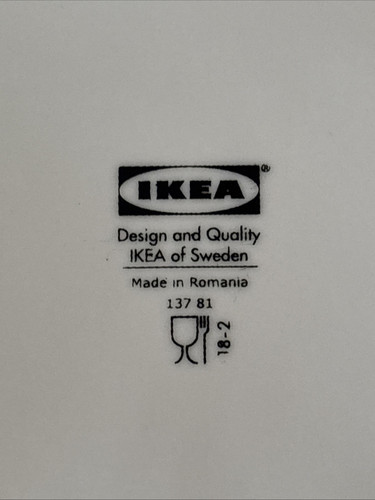 IKEA®
Design and Quality
IKEA of Sweden
Made in Romania
137 81
18-2